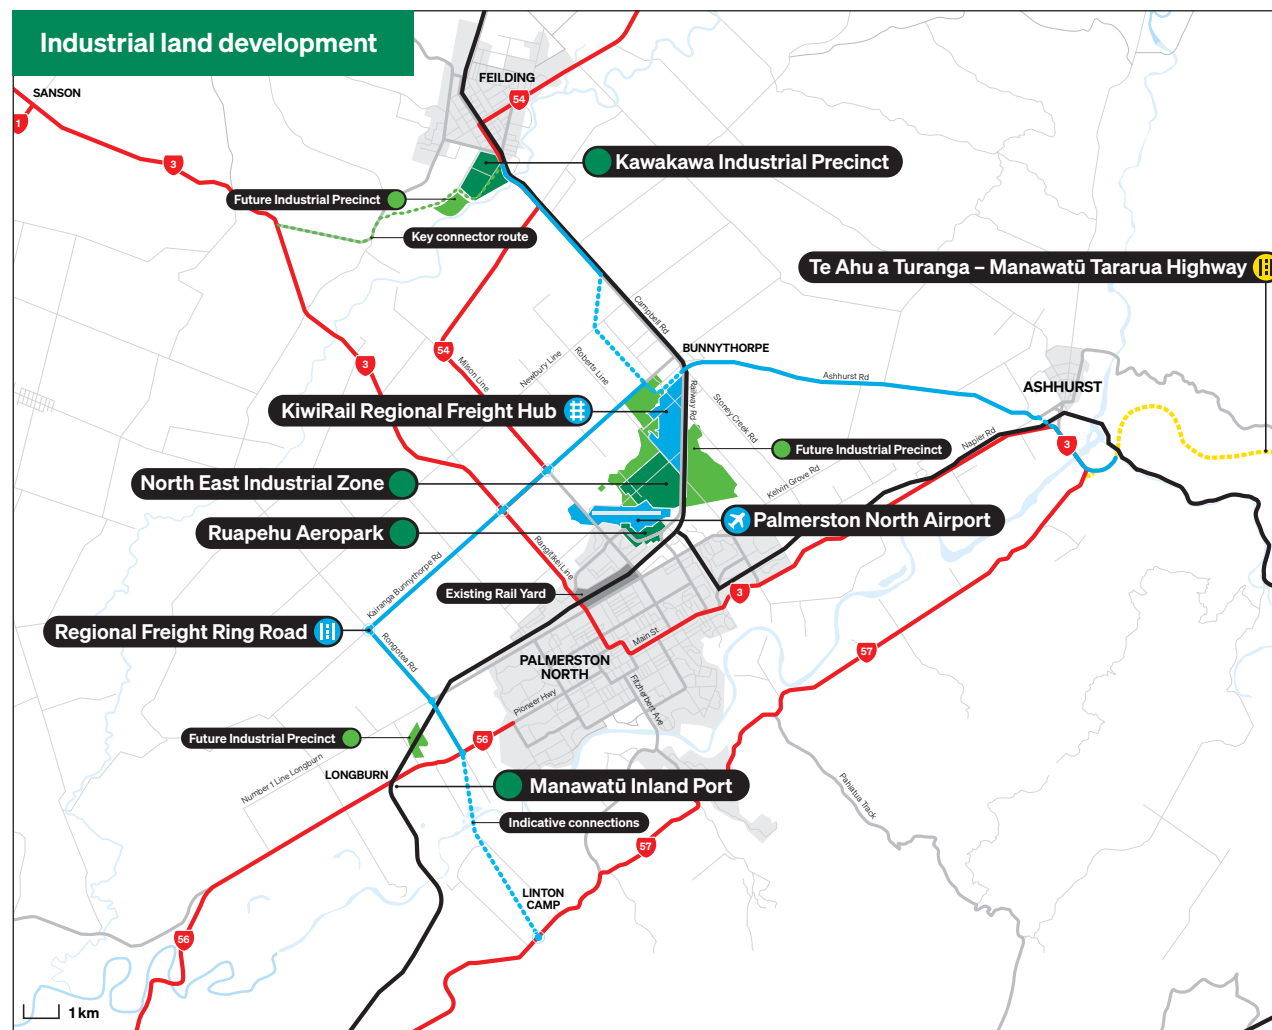 Industrial land development
FEILDING
SANSON
54
1
3
Kawakawa Industrial Precinct
Future Industrial Precinct
Key connector route
Te Ahu a Turanga – Manawatū Tararua Highway
Campbell Rd
54
3
Milson Line
Newbury Line
Roberts Line
BUNNYTHORPE
Ashhurst Rd
ASHHURST
Railway Rd
Stoney Creek Rd
KiwiRail Regional Freight Hub
Napier Rd
3
Future Industrial Precinct
Kelvin Grove Rd
North East Industrial Zone
Palmerston North Airport
Ruapehu Aeropark
Rangitikei Line
Kairanga Bunnythorpe Rd
Existing Rail Yard
3
Regional Freight Ring Road
Main St
Rongotea Rd
57
PALMERSTON
NORTH
Pioneer Hwy
Fitzherbert Ave
Future Industrial Precinct
56
LONGBURN
Number 1 Line Longburn
Manawatū Inland Port
Pahiatua Track
Indicative connections
57
LINTON
CAMP
56
1 km